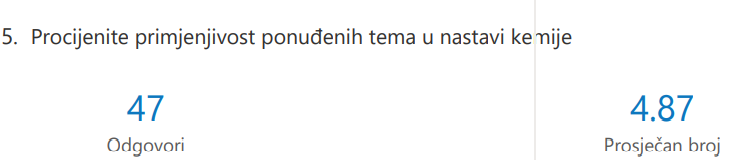 5. Procijenite primjenjivost ponuđenih tema u nastavi kemije
47
Odgovori
4.87
Prosječan broj